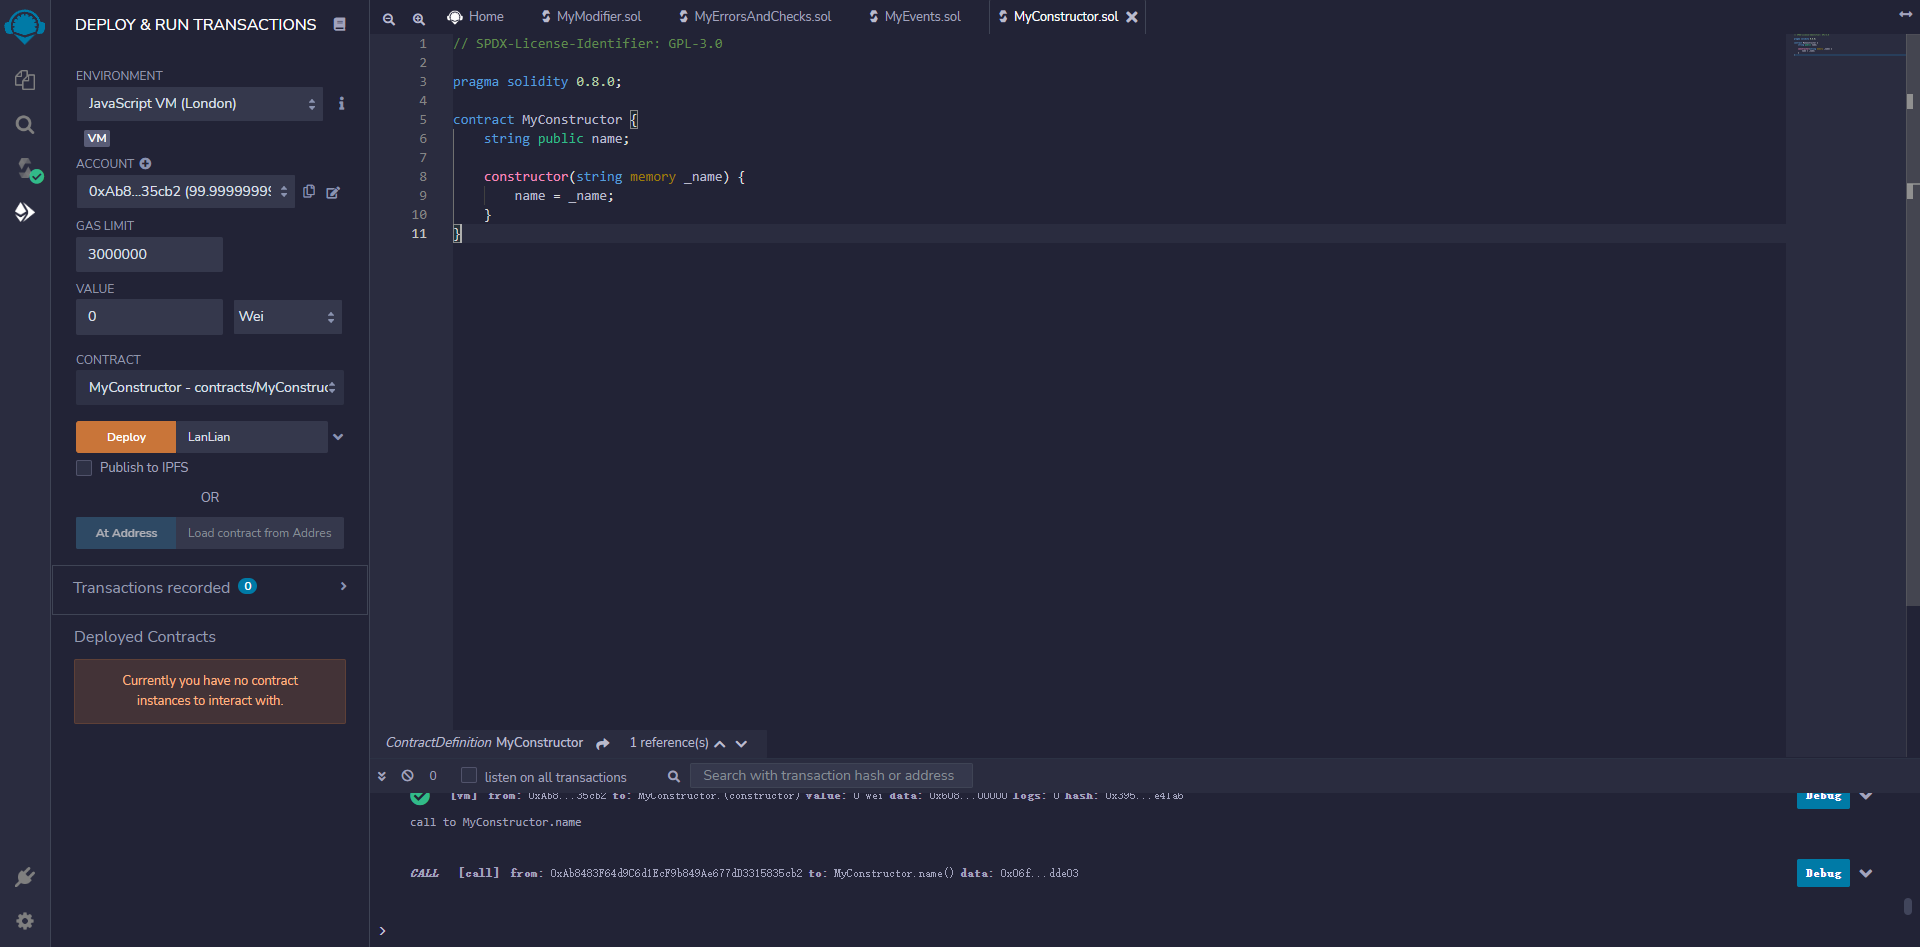 DEPLOY & RUN TRANSACTIONS
ENVIRONMENT
JavaScript VM (London)
VM
ACCOUNT
0xAb8...35cb2 (99.99999999
GAS LIMIT
3000000
VALUE
0
Wei
CONTRACT
MyConstructor - contracts/MyConstruc
Deploy
LanLian
Publish to IPFS
OR
At Address
Load contract from Addres
Transactions recorded 0
Deployed Contracts
Currently you have no contract
instances to interact with.
Home MyModifier.sol MyErrorsAndChecks.sol MyEvents.sol MyConstructor.sol
1 // SPDX-License-Identifier: GPL-3.0
2
3 pragma solidity 0.8.0;
4
5 contract MyConstructor {
6 string public name;
7
8 constructor(string memory _name) {
9 name = _name;
10 }
11 }
ContractDefinition MyConstructor 1 reference(s)
0 listen on all transactions Search with transaction hash or address
[vm] from: 0xAb8...35cb2 to: MyConstructor.(constructor) value: 0 wei data: 0x608...00000 logs: 0 hash: 0x395...e41ab Debug
call to MyConstructor.name
CALL [call] from: 0xAb8483F64d9C6d1EcF9b849Ae677dD3315835cb2 to: MyConstructor.name() data: 0x06f...dde03 Debug
>